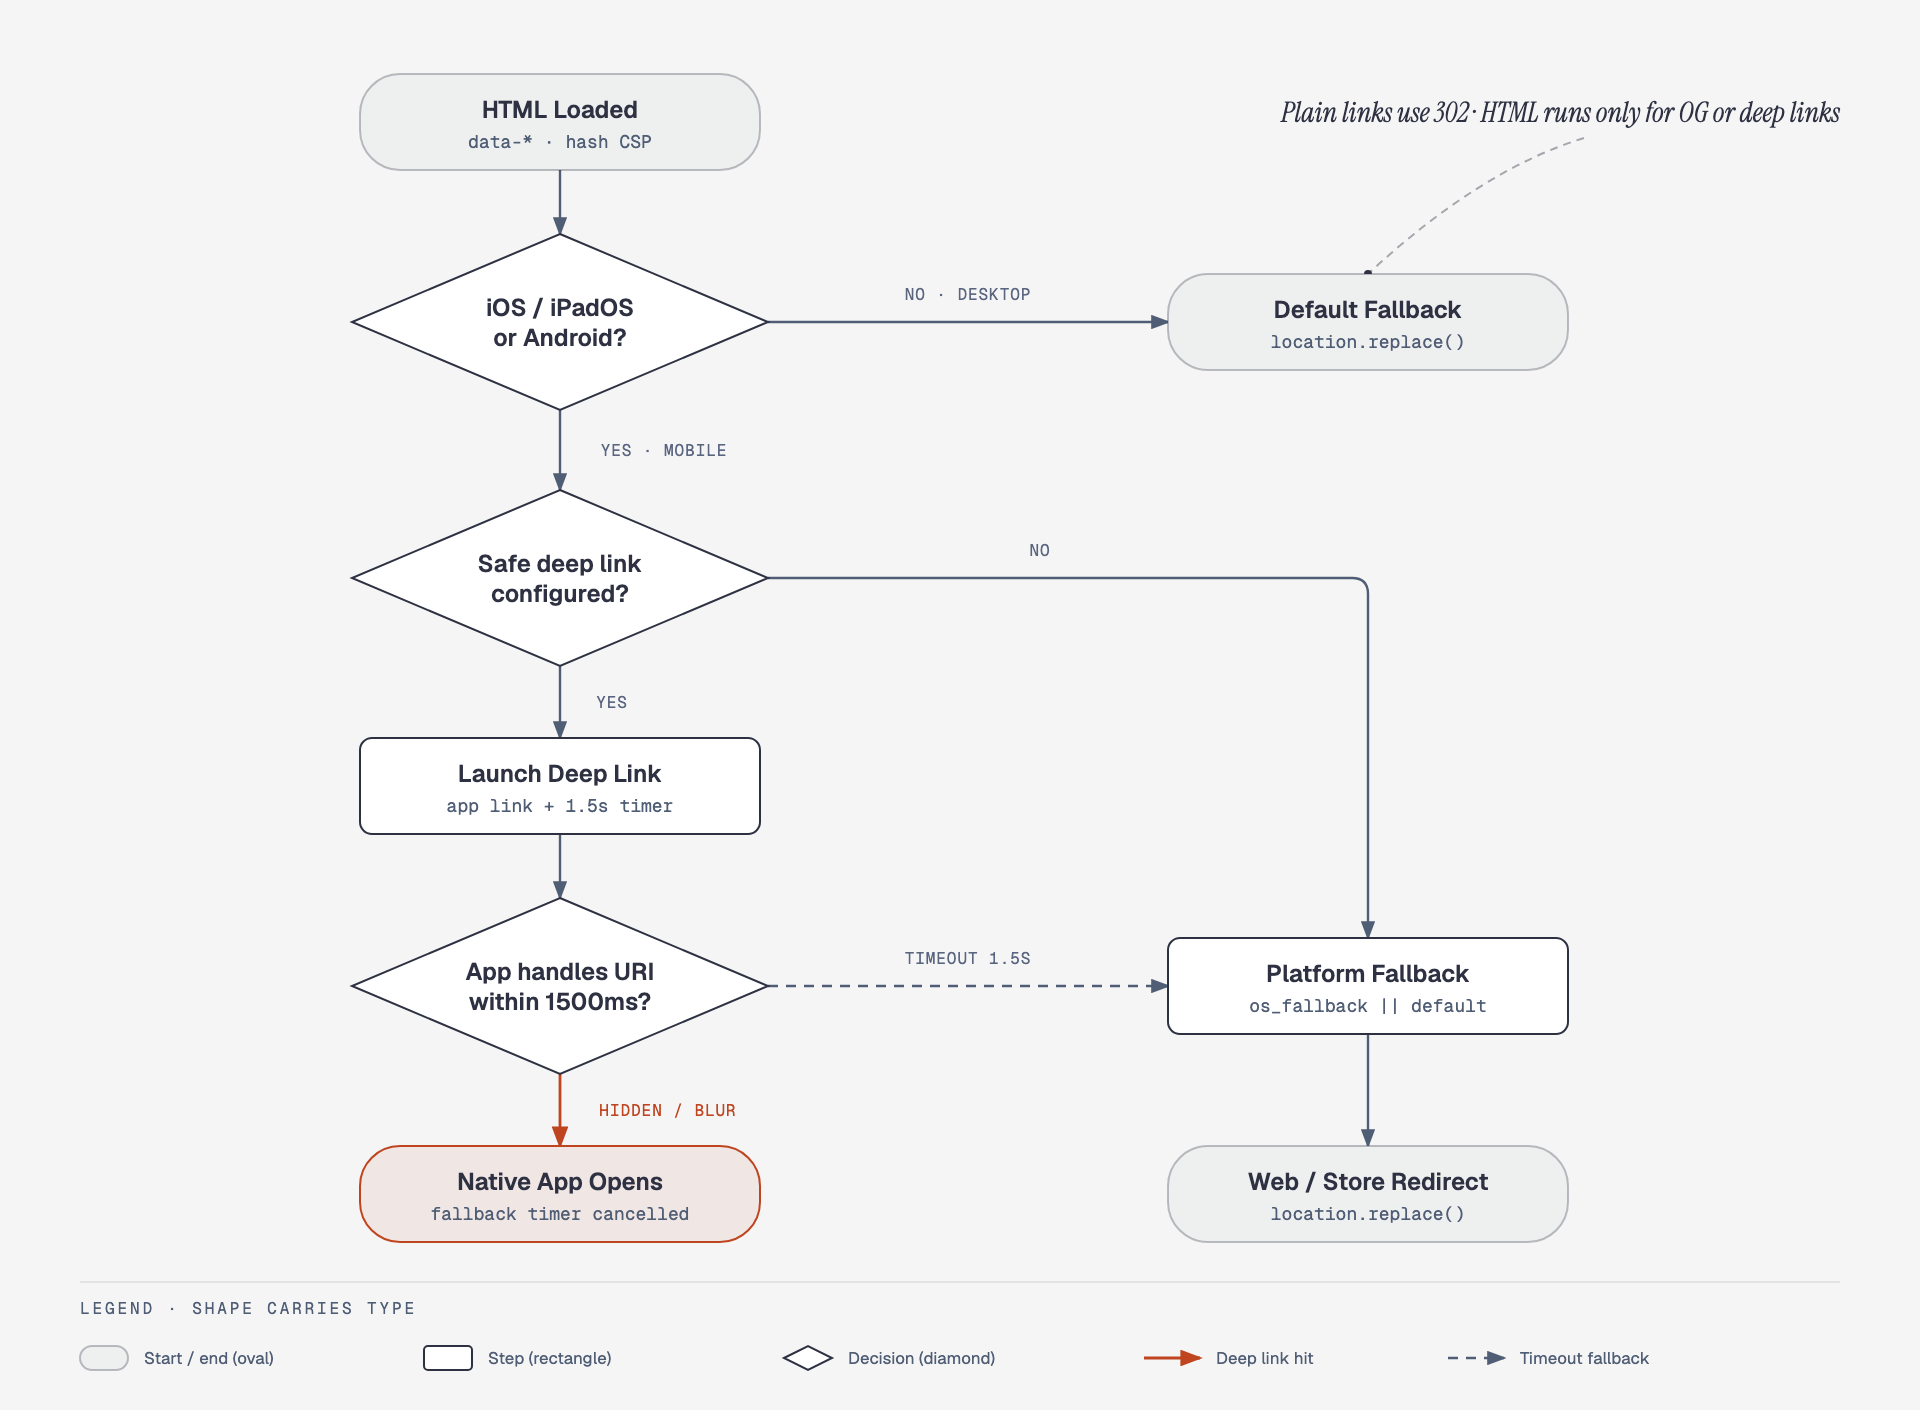 HTML Loaded
data-* · hash CSP
Plain links use 302 · HTML runs only for OG or deep links
iOS / iPadOS
or Android?
NO · DESKTOP
Default Fallback
location.replace()
YES · MOBILE
Safe deep link
configured?
NO
YES
Launch Deep Link
app link + 1.5s timer
App handles URI
within 1500ms?
TIMEOUT 1.5S
Platform Fallback
os_fallback || default
HIDDEN / BLUR
Native App Opens
fallback timer cancelled
Web / Store Redirect
location.replace()
LEGEND · SHAPE CARRIES TYPE
Start / end (oval)
Step (rectangle)
Decision (diamond)
Deep link hit
Timeout fallback